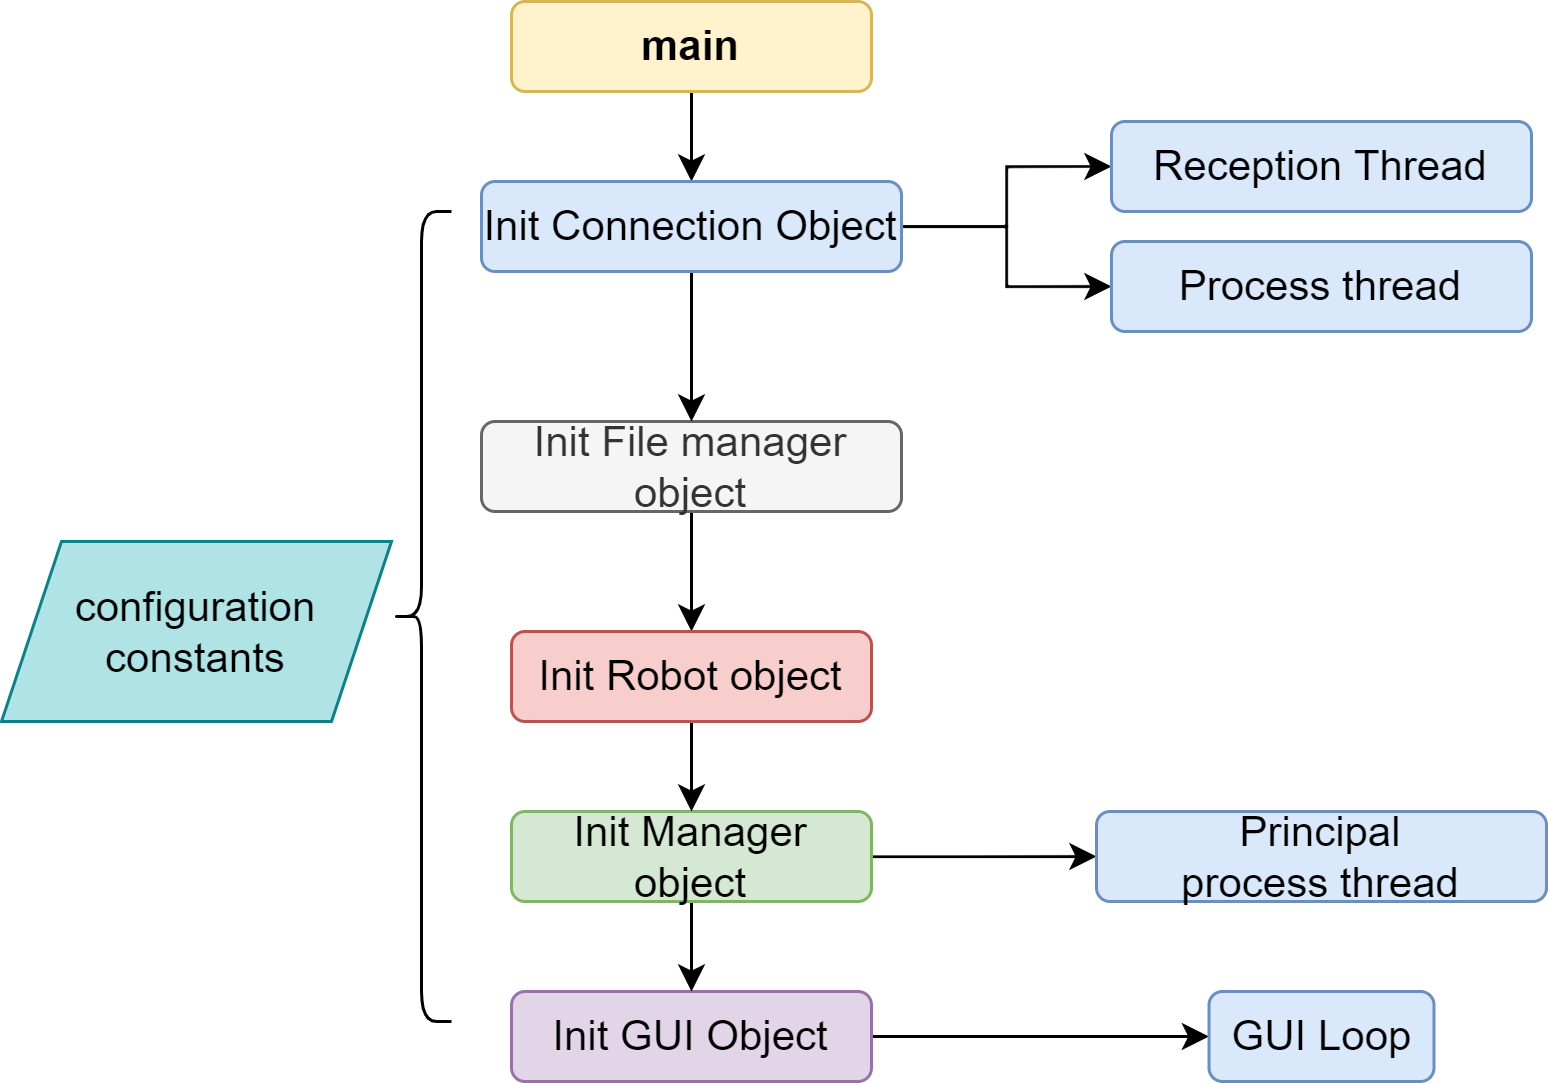 main
Init Connection Object
Reception Thread
Process thread
Init File manager
object
configuration
constants
Init Robot object
Init Manager
object
Principal
process thread
Init GUI Object
GUI Loop